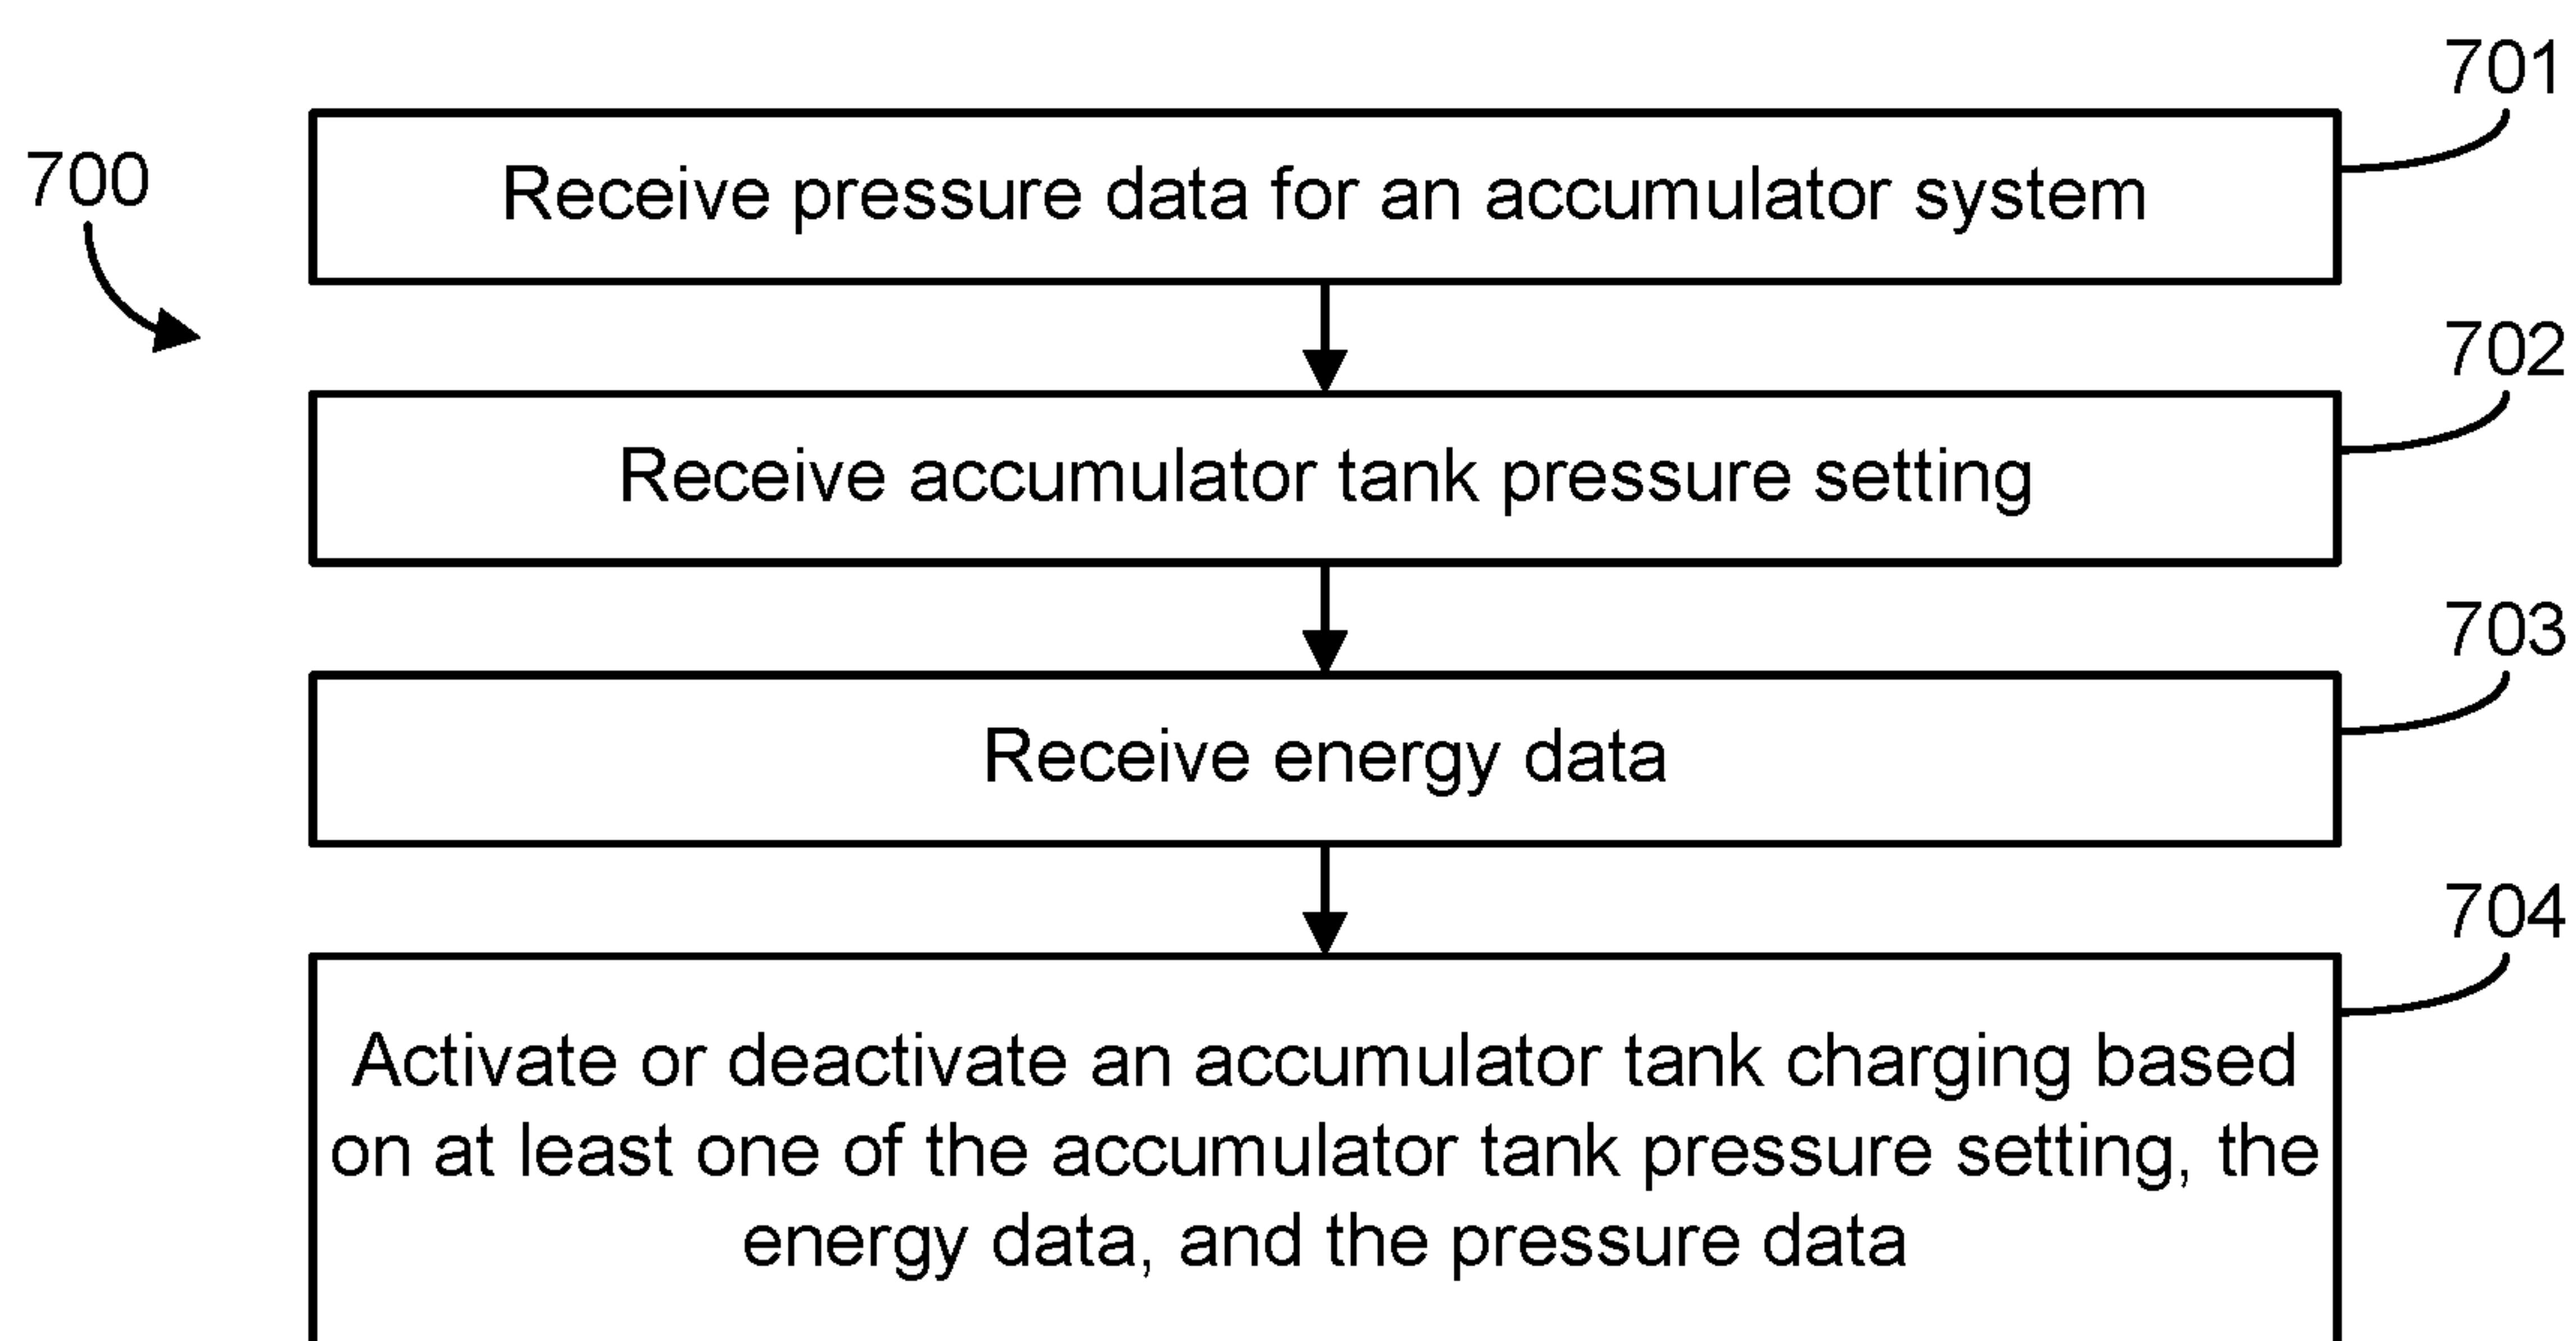 701
700
Receive pressure data for an accumulator system
702
Receive accumulator tank pressure setting
703
Receive energy data
704
Activate or deactivate an accumulator tank charging based
on at least one of the accumulator tank pressure setting, the
energy data, and the pressure data